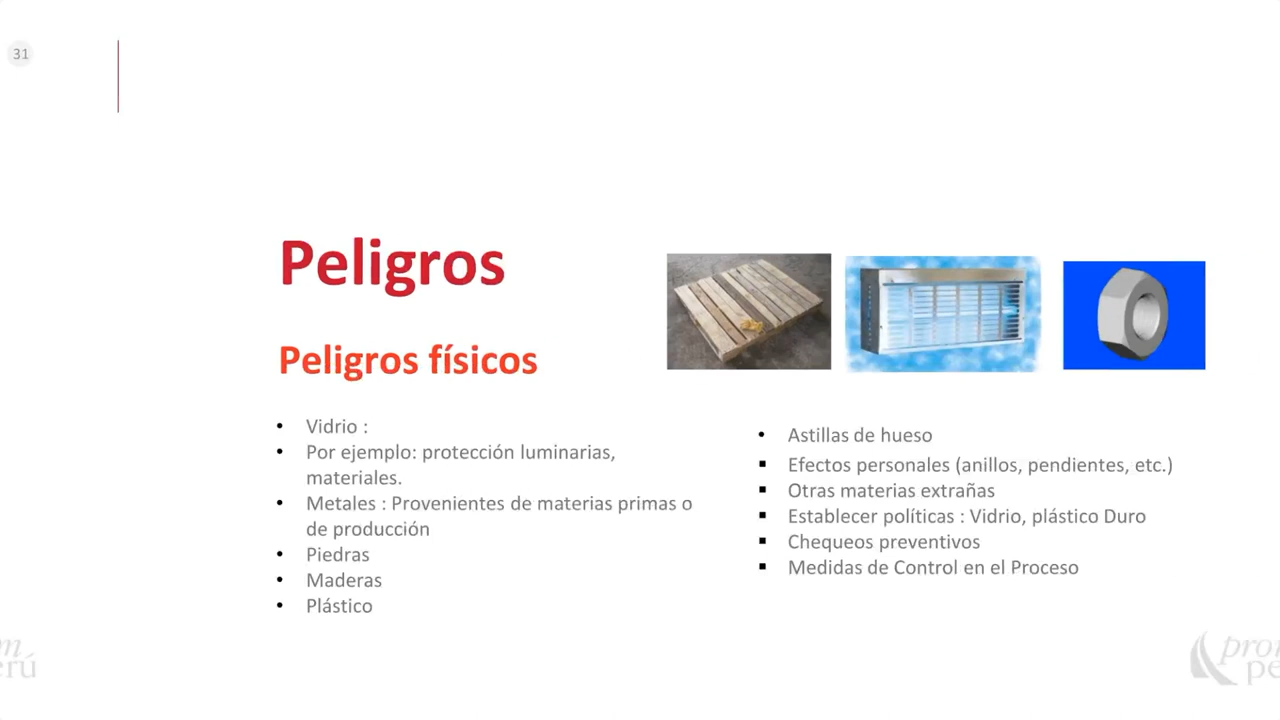 31
Peligros
Peligros físicos
• Vidrio :
• Por ejemplo: protección luminarias,
materiales.
• Metales : Provenientes de materias primas o
de producción
• Piedras
• Maderas
• Plástico
• Astillas de hueso
▪ Efectos personales (anillos, pendientes, etc.)
▪ Otras materias extrañas
▪ Establecer políticas : Vidrio, plástico Duro
▪ Chequeos preventivos
▪ Medidas de Control en el Proceso